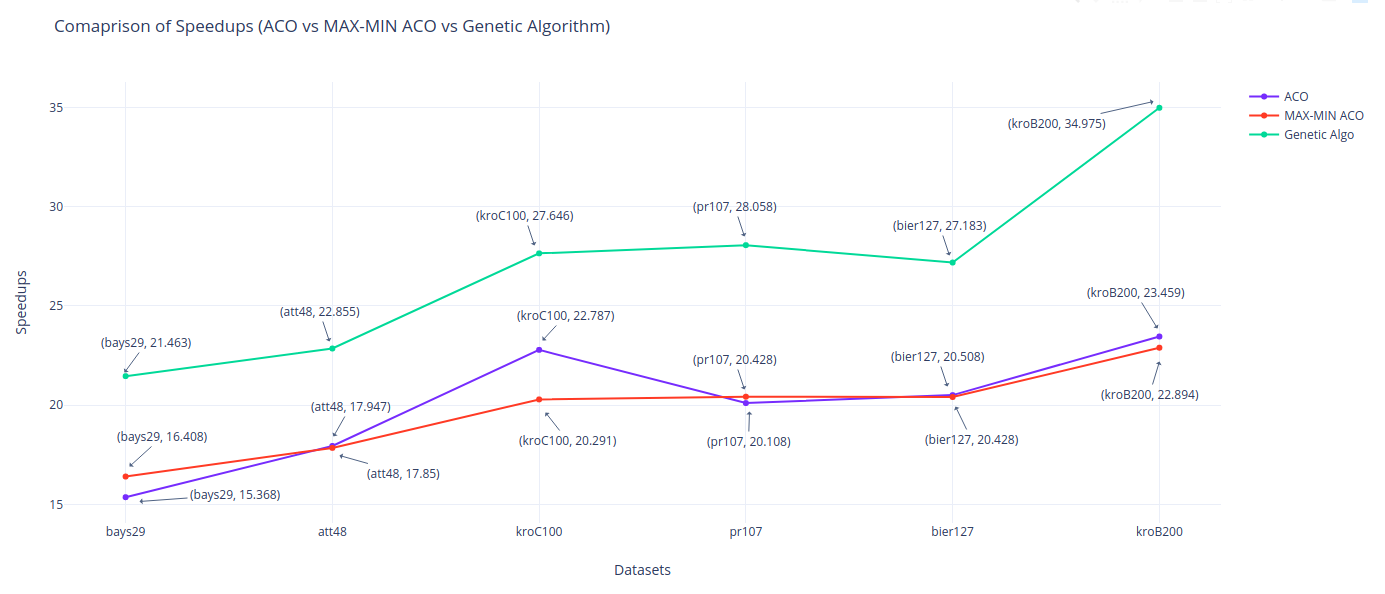 Comaprison of Speedups (ACO vs MAX-MIN ACO vs Genetic Algorithm)
ACO
MAX-MIN ACO
Genetic Algo
Speedups
35
30
25
20
15
(kroB200, 34.975)
(kroC100, 27.646)
(pr107, 28.058)
(bier127, 27.183)
(bays29, 21.463)
(att48, 22.855)
(kroC100, 22.787)
(kroB200, 23.459)
(pr107, 20.428)
(bier127, 20.508)
(bays29, 16.408)
(att48, 17.947)
(kroC100, 20.291)
(pr107, 20.108)
(bier127, 20.428)
(kroB200, 22.894)
(att48, 17.85)
(bays29, 15.368)
bays29
att48
kroC100
pr107
bier127
kroB200
Datasets